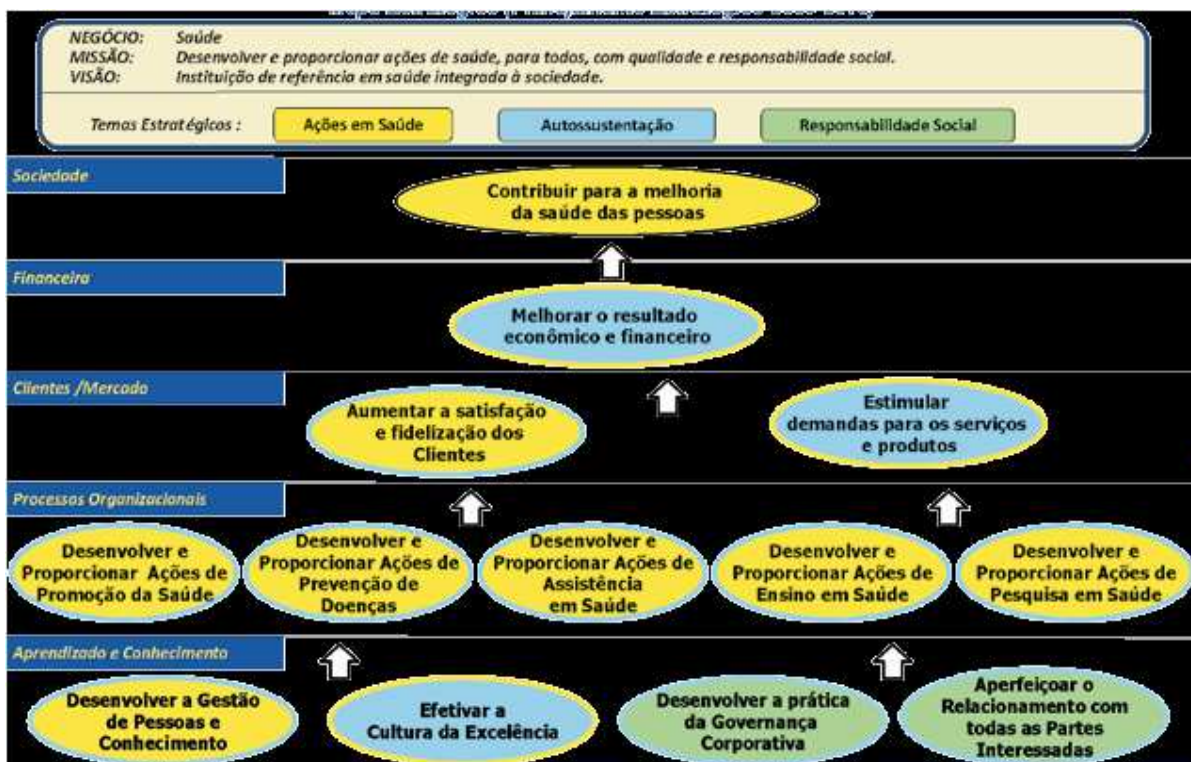 NEGÓCIO: Saúde
MISSÃO: Desenvolver e proporcionar ações de saúde, para todos, com qualidade e responsabilidade social.
VISÃO: Instituição de referência em saúde integrada à sociedade.
Temas Estratégicos : Ações em Saúde Autossustentação Responsabilidade Social
Sociedade
Contribuir para a melhoria
da saúde das pessoas
Financeira
Melhorar o resultado
econômico e financeiro
Clientes /Mercado
Aumentar a satisfação
e fidelização dos
Clientes
Estimular
demandas para os serviços
e produtos
Processos Organizacionais
Desenvolver e
Proporcionar Ações de
Promoção da Saúde
Desenvolver e
Proporcionar Ações de
Prevenção de
Doenças
Desenvolver e
Proporcionar Ações de
Assistência
em Saúde
Desenvolver e
Proporcionar Ações de
Ensino em Saúde
Desenvolver e
Proporcionar Ações de
Pesquisa em Saúde
Aprendizado e Conhecimento
Desenvolver a Gestão
de Pessoas e
Conhecimento
Efetivar a
Cultura da Excelência
Desenvolver a prática
da Governança
Corporativa
Aperfeiçoar o
Relacionamento com
todas as Partes
Interessadas